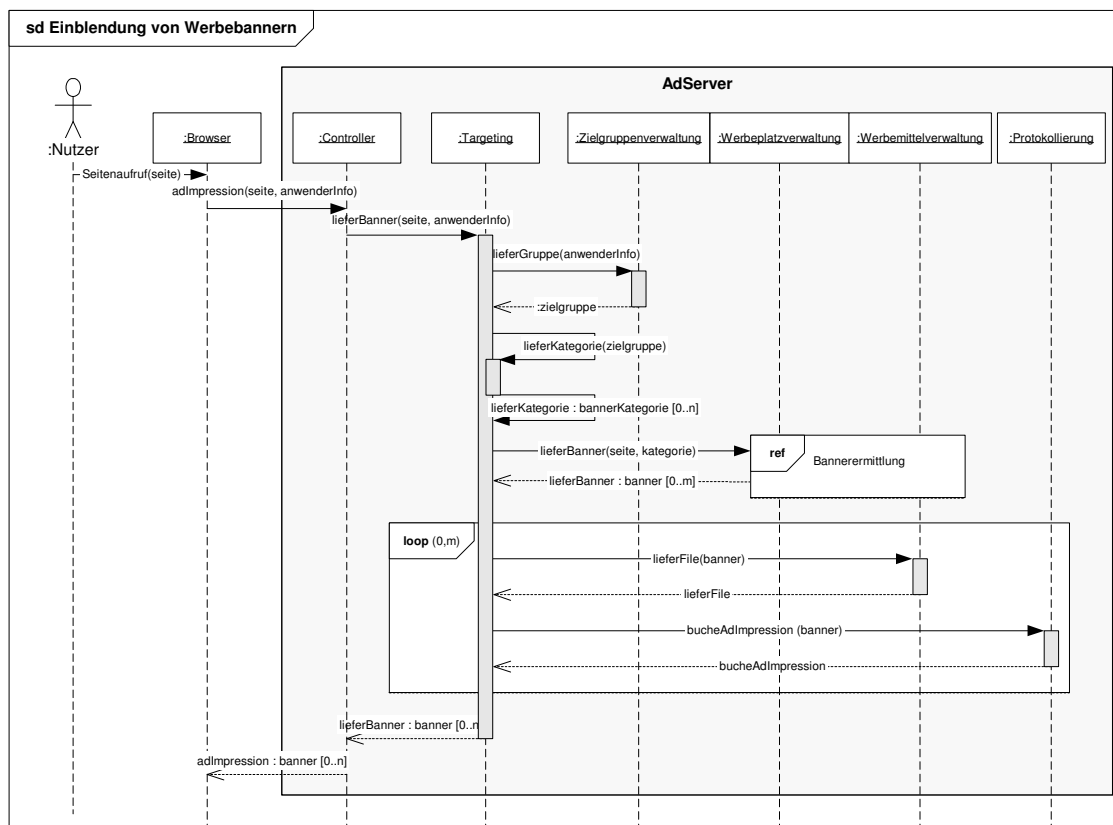 sd Einblendung von Werbebannern
AdServer
:Nutzer
:Browser
:Controller
:Targeting
:Zielgruppenverwaltung
:Werbeplatzverwaltung
:Werbemittelverwaltung
:Protokollierung
Seitenaufruf(seite)
adImpression(seite, anwenderInfo)
lieferBanner(seite, anwenderInfo)
lieferGruppe(anwenderInfo)
:zielgruppe
lieferKategorie(zielgruppe)
lieferKategorie : bannerKategorie [0..n]
lieferBanner(seite, kategorie)
ref
Bannerermittlung
lieferBanner : banner [0..m]
loop (0,m)
lieferFile(banner)
lieferFile
bucheAdImpression (banner)
bucheAdImpression
lieferBanner : banner [0..n
adImpression : banner [0..n]